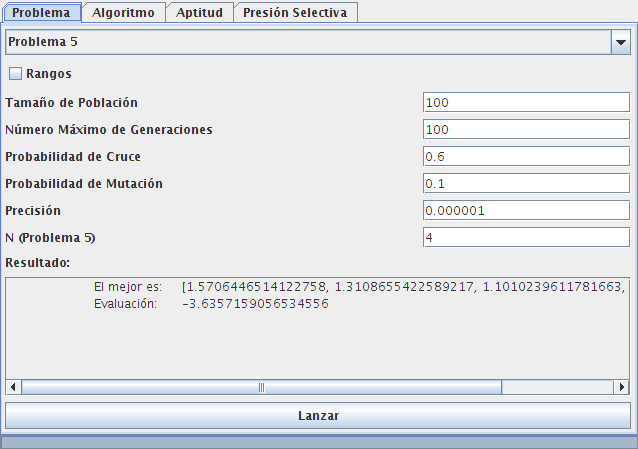 Problema Algoritmo Aptitud Presión Selectiva
Problema 5
Rangos
Tamaño de Población 100
Número Máximo de Generaciones 100
Probabilidad de Cruce 0.6
Probabilidad de Mutación 0.1
Precisión 0.000001
N (Problema 5) 4
Resultado:
El mejor es: [1.5706446514122758, 1.3108655422589217, 1.1010239611781663,
Evaluación: -3.6357159056534556
Lanzar